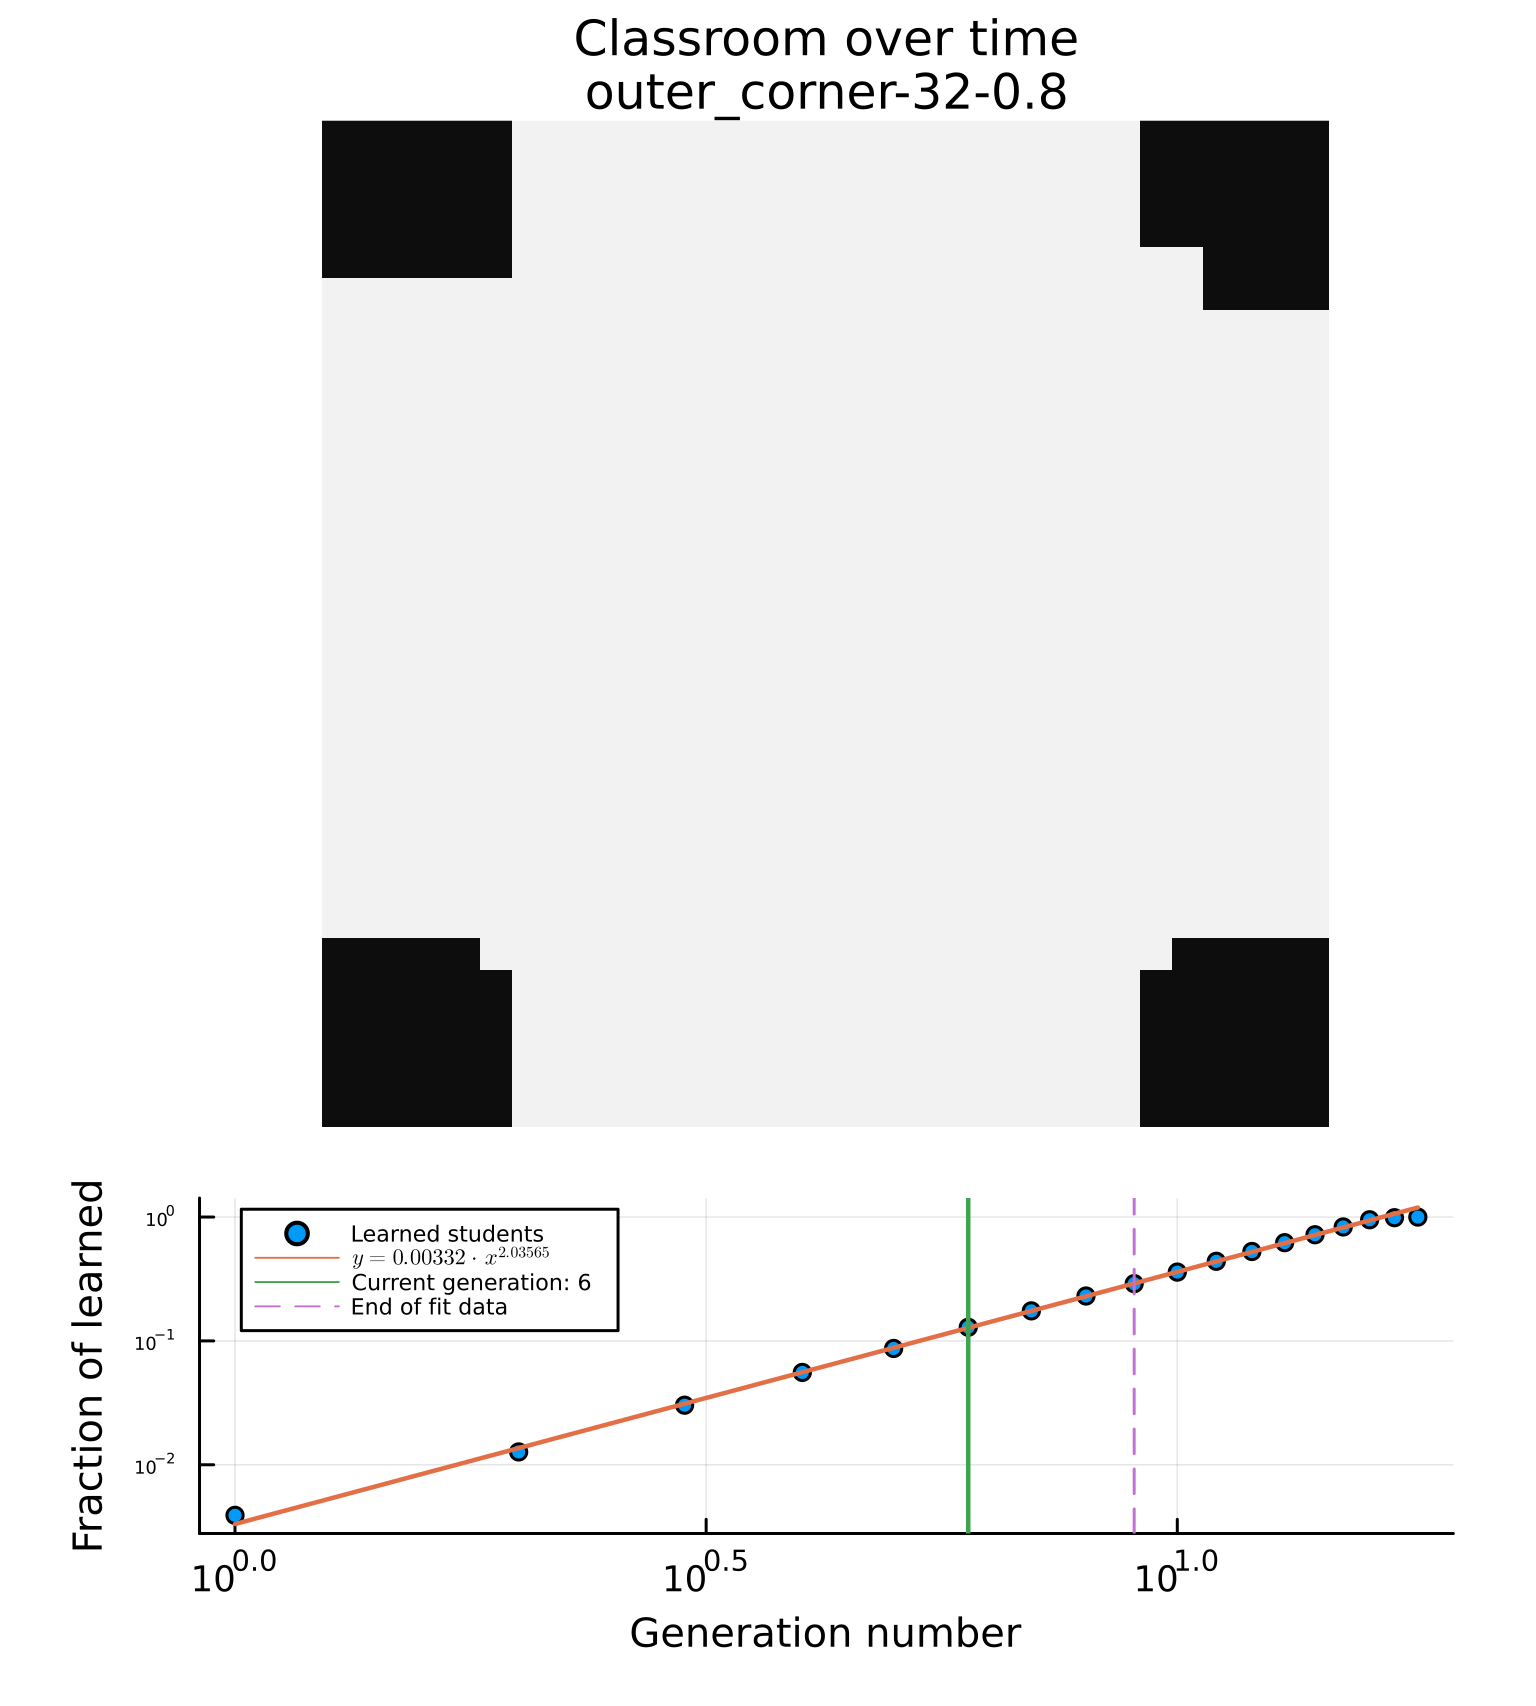 Classroom over time
outer_corner-32-0.8
Fraction of learned
10⁰
10⁻¹
10⁻²
Learned students
y = 0.00332 · x^2.03565
Current generation: 6
End of fit data
10^0.0
10^0.5
10^1.0
Generation number